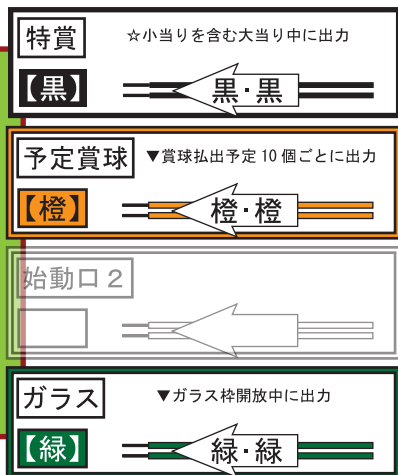 特賞 ☆小当りを含む大当り中に出力
【黒】 黒・黒
予定賞球 ▼賞球払出予定10個ごとに出力
【橙】 橙・橙
始動口2
ガラス ▼ガラス枠開放中に出力
【緑】 緑・緑